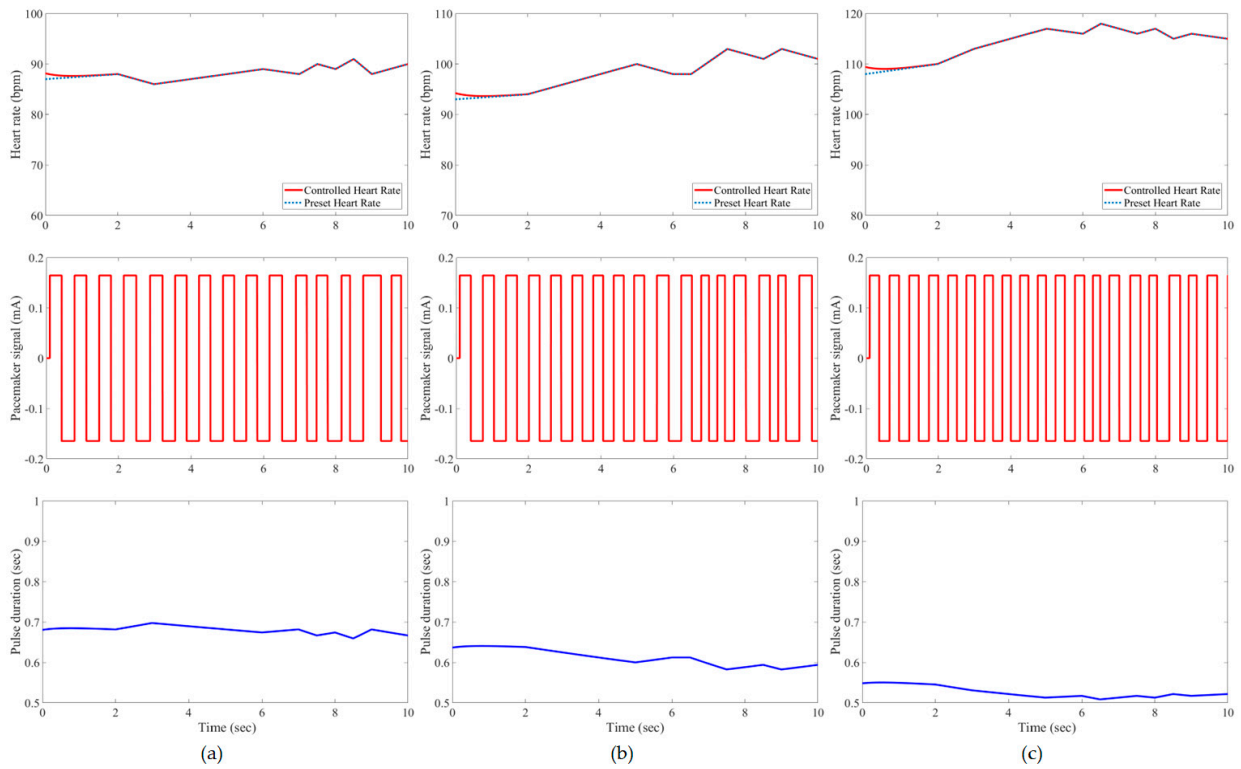 100
90
80
70
60
Heart rate (bpm)
Controlled Heart Rate
Preset Heart Rate
0 2 4 6 8 10
110
100
90
80
70
Heart rate (bpm)
Controlled Heart Rate
Preset Heart Rate
0 2 4 6 8 10
120
110
100
90
80
Heart rate (bpm)
Controlled Heart Rate
Preset Heart Rate
0 2 4 6 8 10
0.2
0.1
0
-0.1
-0.2
Pacemaker signal (mA)
0 2 4 6 8 10
0.2
0.1
0
-0.1
-0.2
Pacemaker signal (mA)
0 2 4 6 8 10
0.2
0.1
0
-0.1
-0.2
Pacemaker signal (mA)
0 2 4 6 8 10
1
0.9
0.8
0.7
0.6
0.5
Pulse duration (sec)
0 2 4 6 8 10
Time (sec)
(a)
1
0.9
0.8
0.7
0.6
0.5
Pulse duration (sec)
0 2 4 6 8 10
Time (sec)
(b)
1
0.9
0.8
0.7
0.6
0.5
Pulse duration (sec)
0 2 4 6 8 10
Time (sec)
(c)